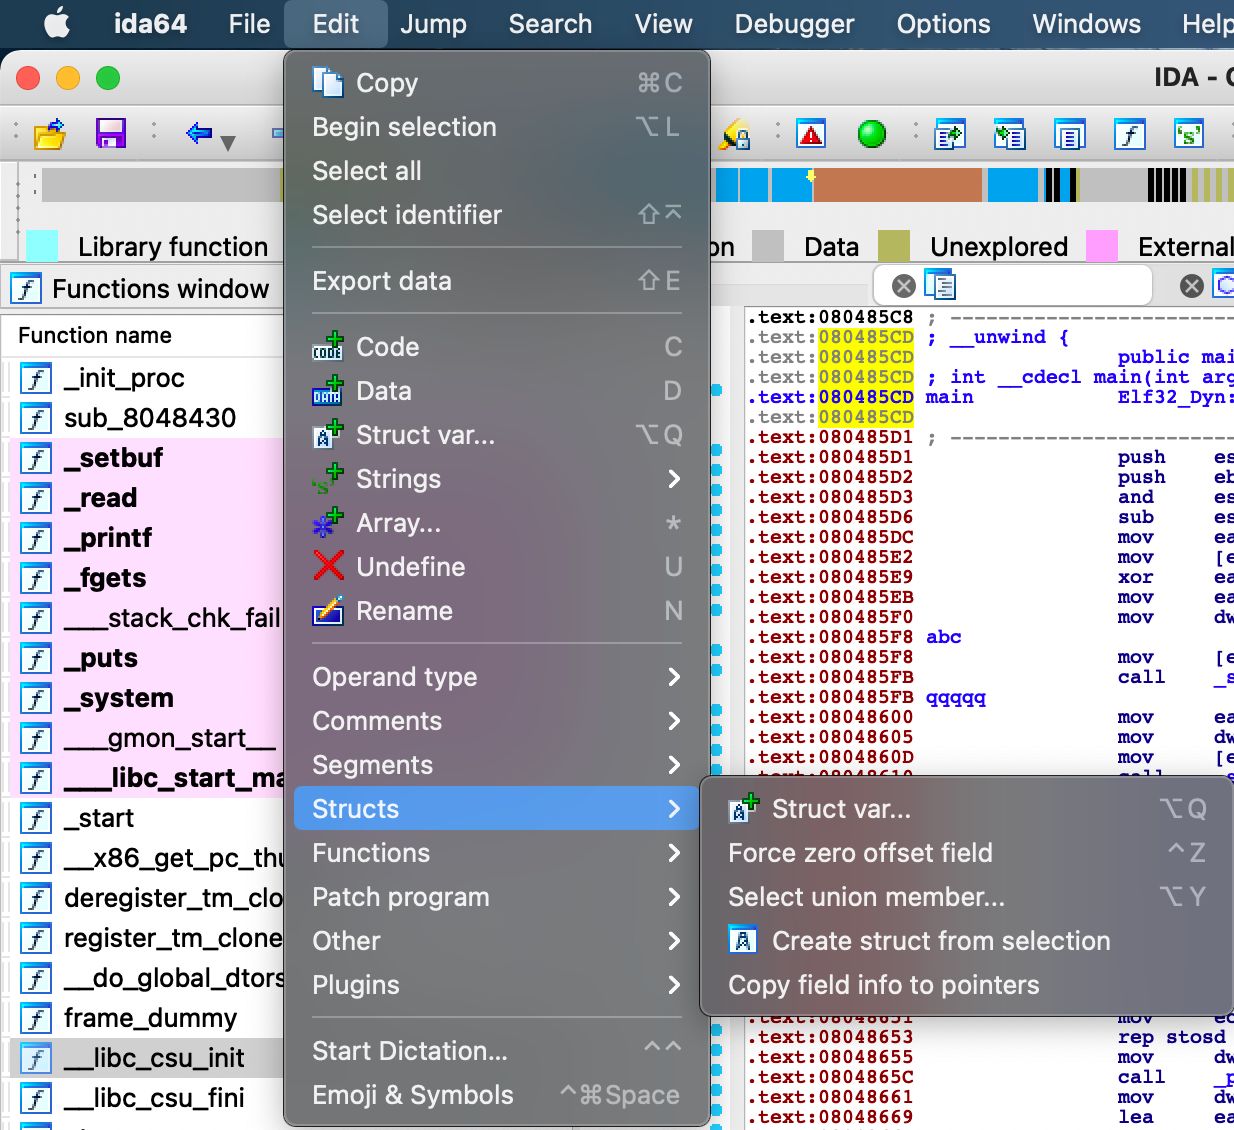 ida64 File Edit Jump Search View Debugger Options Windows Help
IDA -
Copy ⌘C
Begin selection ⌥L
Select all
Select identifier ⇧⌅
Export data ⇧E
Code C
Data D
Struct var... ⌥Q
Strings
Array... *
Undefine U
Rename N
Operand type
Comments
Segments
Structs
Functions
Patch program
Other
Plugins
Start Dictation...
Emoji & Symbols ^⌘Space
Struct var... ⌥Q
Force zero offset field ^Z
Select union member... ⌥Y
Create struct from selection
Copy field info to pointers
Library function
Data Unexplored External
Functions window
Function name
_init_proc
sub_8048430
_setbuf
_read
_printf
_fgets
___stack_chk_fail
_puts
_system
___gmon_start__
___libc_start_ma
_start
__x86_get_pc_thu
deregister_tm_clo
register_tm_clone
__do_global_dtors
frame_dummy
__libc_csu_init
__libc_csu_fini
.text:080485C8 ; ---------------------------
.text:080485CD ; __unwind {
.text:080485CD public mai
.text:080485CD ; int __cdecl main(int arg
.text:080485CD main Elf32_Dyn:
.text:080485CD
.text:080485D1 ; ---------------------------
.text:080485D1 push es
.text:080485D2 push eb
.text:080485D3 and es
.text:080485D6 sub es
.text:080485DC mov ea
.text:080485E2 mov [e
.text:080485E9 xor ea
.text:080485EB mov ea
.text:080485F0 mov dw
.text:080485F8 abc
.text:080485F8 mov [e
.text:080485FB call _s
.text:080485FB qqqqq
.text:08048600 mov ea
.text:08048605 mov dw
.text:0804860D mov [e
.text:08048653 rep stosd
.text:08048655 mov dw
.text:0804865C call _p
.text:08048661 mov dw
.text:08048669 lea ea